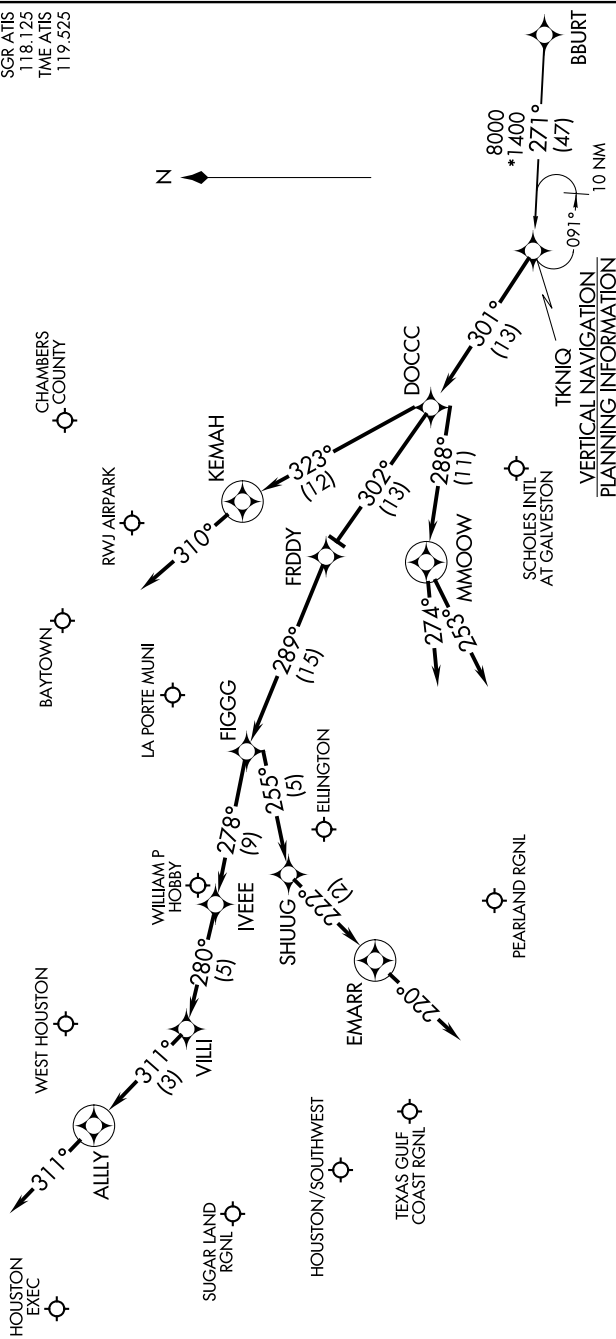 SGR ATIS
118.125
TME ATIS
119.525
N
BBURT
8000
*1400
271°
(47)
10 NM
091°
TKNIQ
VERTICAL NAVIGATION
PLANNING INFORMATION
301°
(13)
DOCCC
CHAMBERS
COUNTY
KEMAH
323°
(12)
310°
RWJ AIRPARK
302°
(13)
FRDDY
288°
(11)
MMOOW
274°
253°
SCHOLES INTL
AT GALVESTON
BAYTOWN
LA PORTE MUNI
289°
(15)
FIGGG
255°
(5)
ELLINGTON
278°
(9)
WILLIAM P
HOBBY
IVEEE
SHUUG
222°
(2)
EMARR
220°
PEARLAND RGNL
280°
(5)
VILLI
WEST HOUSTON
311°
(3)
ALLLY
311°
HOUSTON
EXEC
SUGAR LAND
RGNL
HOUSTON/SOUTHWEST
TEXAS GULF
COAST RGNL